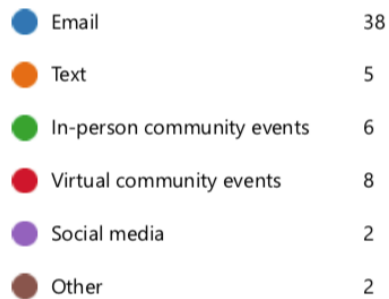 Email 38
Text 5
In-person community events 6
Virtual community events 8
Social media 2
Other 2